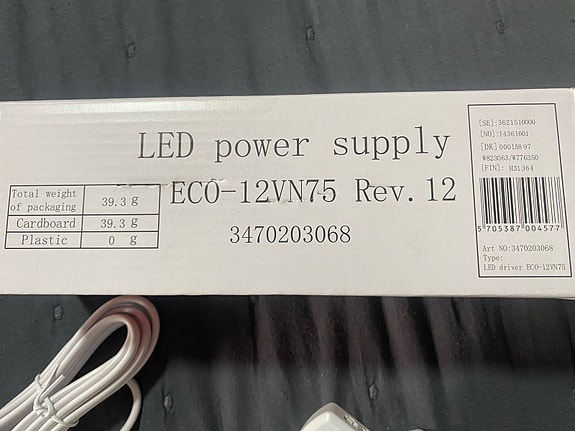 LED power supply
ECO-12VN75 Rev. 12
3470203068
Total weight of packaging 39.3 g
Cardboard 39.3 g
Plastic 0 g
[SE]:3621510000
[NO]:14361601
[DK]00015897
W823063/W776350
[FIN]: H31364
5 705387 004577
Art NO:3470203068
Type:
LED driver ECO-12VN75